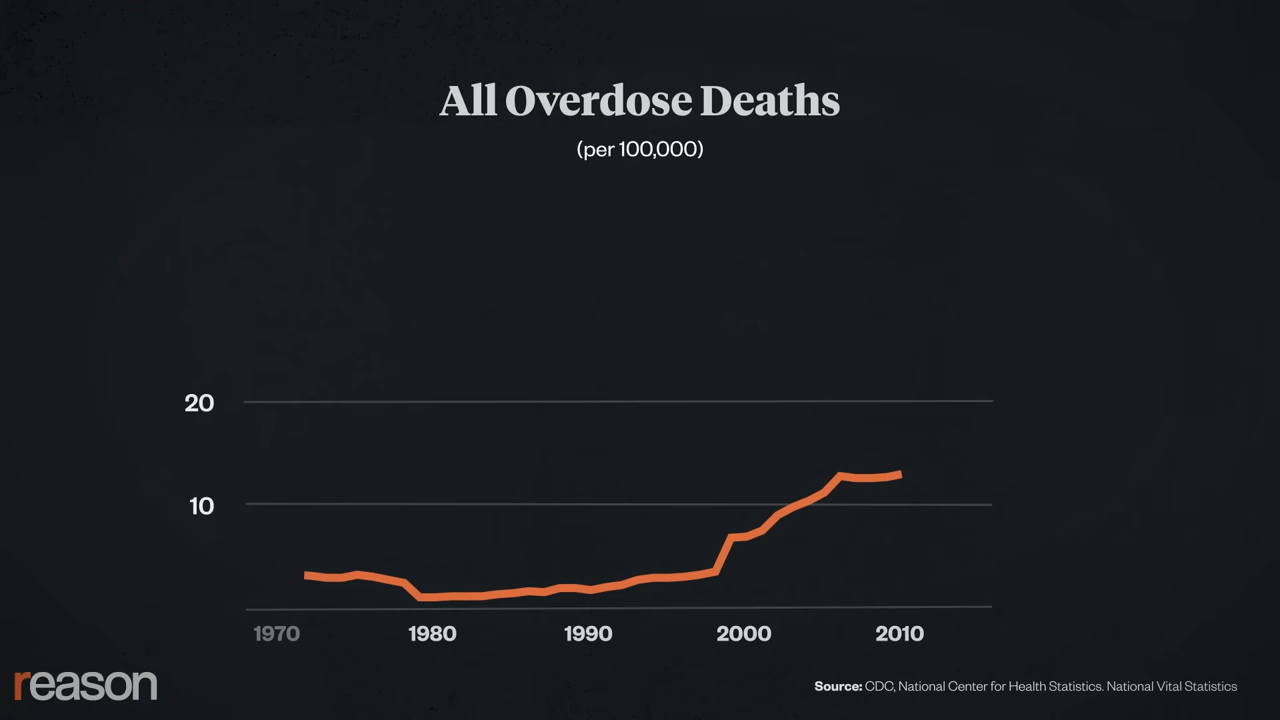 All Overdose Deaths
(per 100,000)
20
10
1970 1980 1990 2000 2010
reason
Source: CDC, National Center for Health Statistics. National Vital Statistics